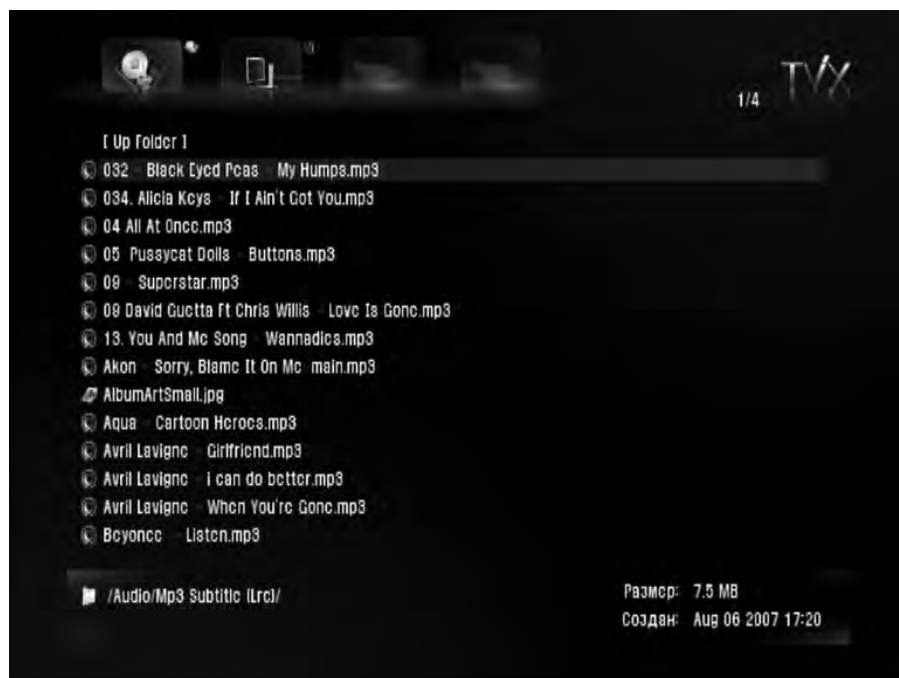 TViX
1/4
[ Up Folder ]
032 - Black Eyed Peas - My Humps.mp3
034. Alicia Keys - If I Ain't Got You.mp3
04 All At Once.mp3
05 Pussycat Dolls - Buttons.mp3
09 - Superstar.mp3
09 David Guetta Ft Chris Willis - Love Is Gone.mp3
13. You And Me Song - Wannadies.mp3
Akon - Sorry, Blame It On Me main.mp3
AlbumArtSmall.jpg
Aqua - Cartoon Heroes.mp3
Avril Lavigne - Girlfriend.mp3
Avril Lavigne - i can do better.mp3
Avril Lavigne - When You're Gone.mp3
Beyonce - Listen.mp3
/Audio/Mp3 Subtitle (Lrc)/
Размер: 7.5 MB
Создан: Aug 06 2007 17:20